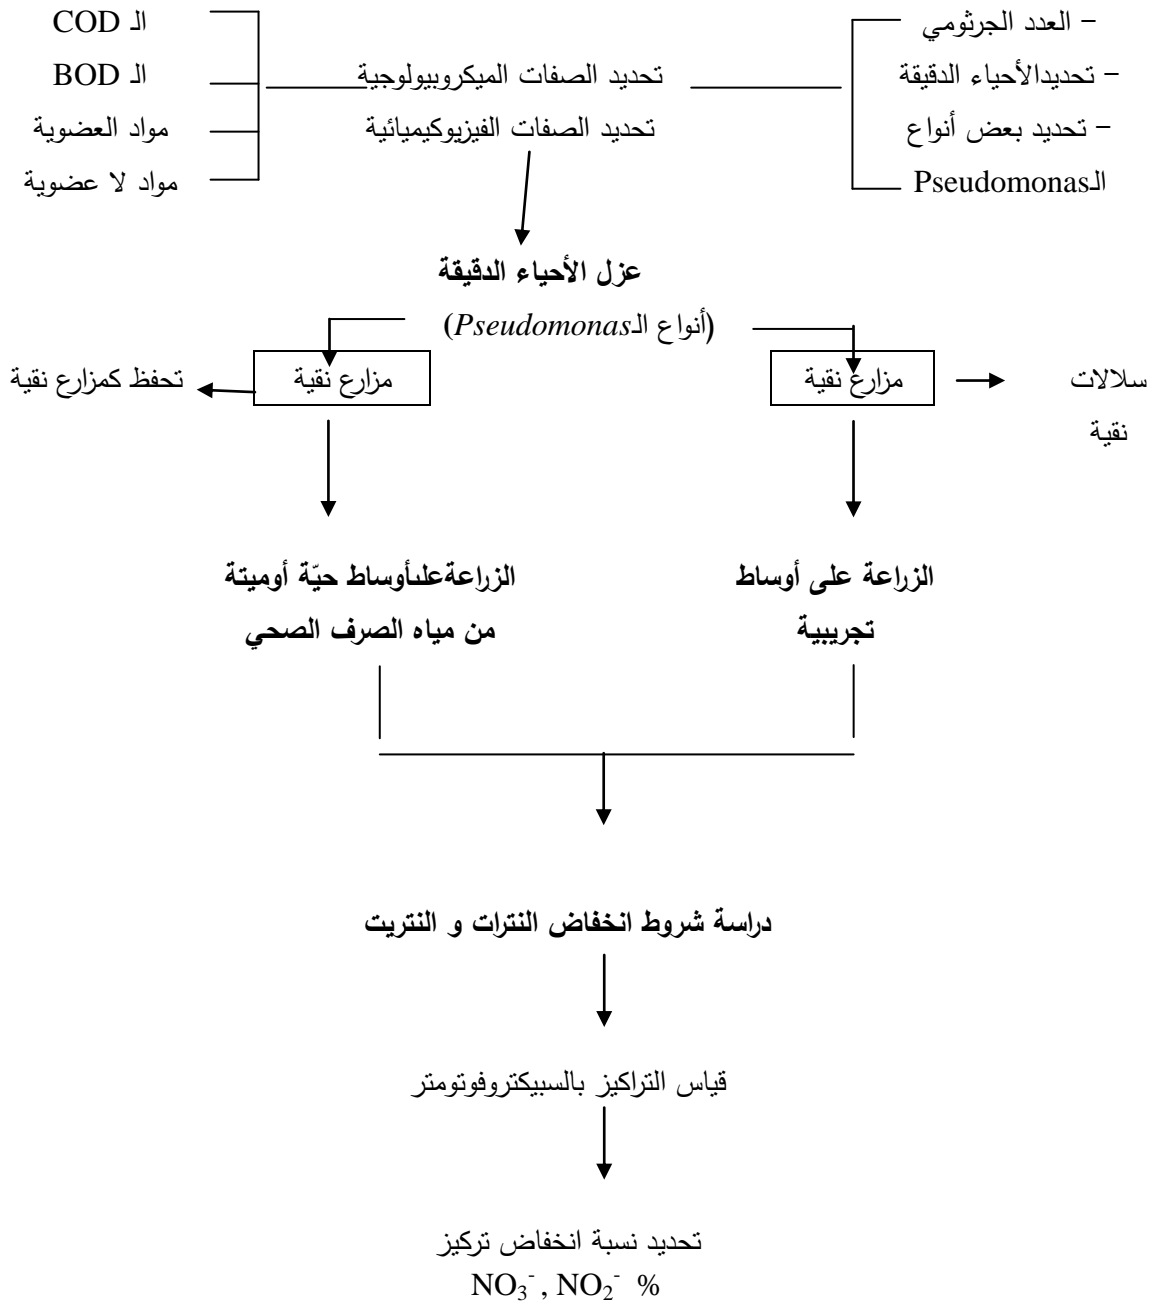 – العدد الجرثومي
– تحديدالأحياء الدقيقة
– تحديد بعض أنواع
الـPseudomonas
تحديد الصفات الميكروبيولوجية
تحديد الصفات الفيزيوكيميائية
الـ COD
الـ BOD
مواد العضوية
مواد لا عضوية
عزل الأحياء الدقيقة
(أنواع الـPseudomonas)
سلالات
نقية
مزارع نقية
مزارع نقية
تحفظ كمزارع نقية
الزراعة على أوساط
تجريبية
الزراعةعلىأوساط حيّة أوميتة
من مياه الصرف الصحي
دراسة شروط انخفاض النترات و النتريت
قياس التراكيز بالسبيكتروفوتومتر
تحديد نسبة انخفاض تركيز
NO₃⁻ , NO₂⁻ %